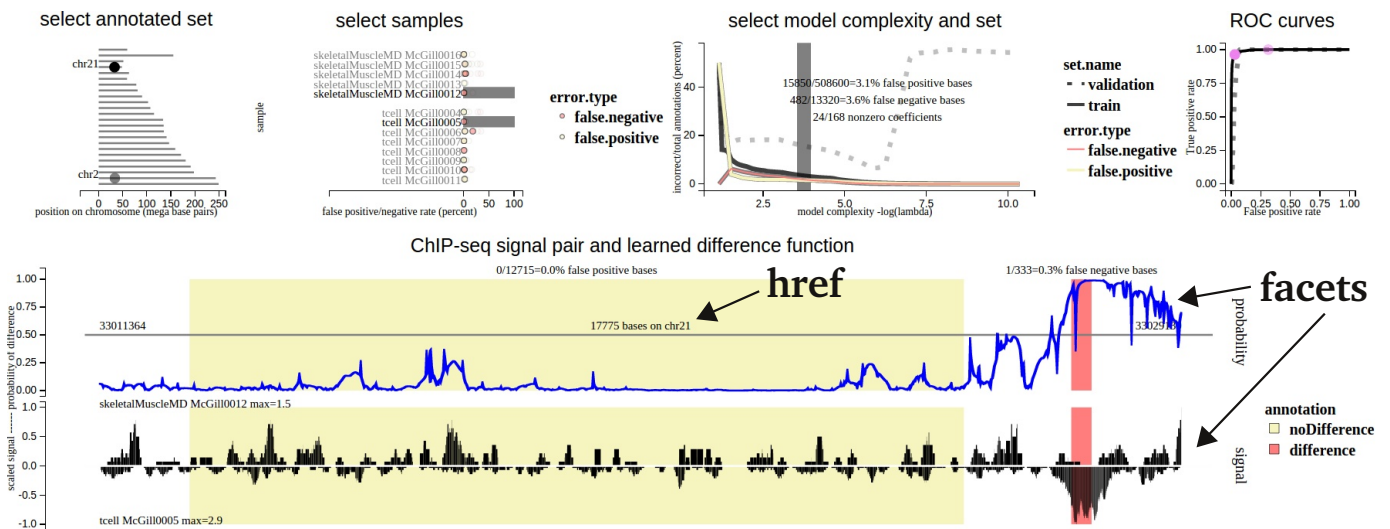 select annotated set
select samples
select model complexity and set
ROC curves
chr21
chr2
0 50 100 150 200 250
position on chromosome (mega base pairs)
sample
skeletalMuscleMD McGill0016
skeletalMuscleMD McGill0015
skeletalMuscleMD McGill0014
skeletalMuscleMD McGill0013
skeletalMuscleMD McGill0012
tcell McGill0004
tcell McGill0005
tcell McGill0006
tcell McGill0007
tcell McGill0008
tcell McGill0009
tcell McGill0010
tcell McGill0011
0 50 100
false positive/negative rate (percent)
error.type
false.negative
false.positive
incorrect/total annotations (percent)
40
20
0
15850/508600=3.1% false positive bases
482/13320=3.6% false negative bases
24/168 nonzero coefficients
2.5 5.0 7.5 10.0
model complexity -log(lambda)
set.name
validation
train
error.type
false.negative
false.positive
True positive rate
1.00
0.75
0.50
0.25
0.00
0.00 0.25 0.50 0.75 1.00
False positive rate
ChIP-seq signal pair and learned difference function
0/12715=0.0% false positive bases
1/333=0.3% false negative bases
href
facets
scaled signal ------ probability of difference
1.00
0.75
0.50
0.25
0.00
33011364
17775 bases on chr21
probability
skeletalMuscleMD McGill0012 max=1.5
1.0
0.5
0.0
-0.5
-1.0
tcell McGill0005 max=2.9
signal
annotation
noDifference
difference